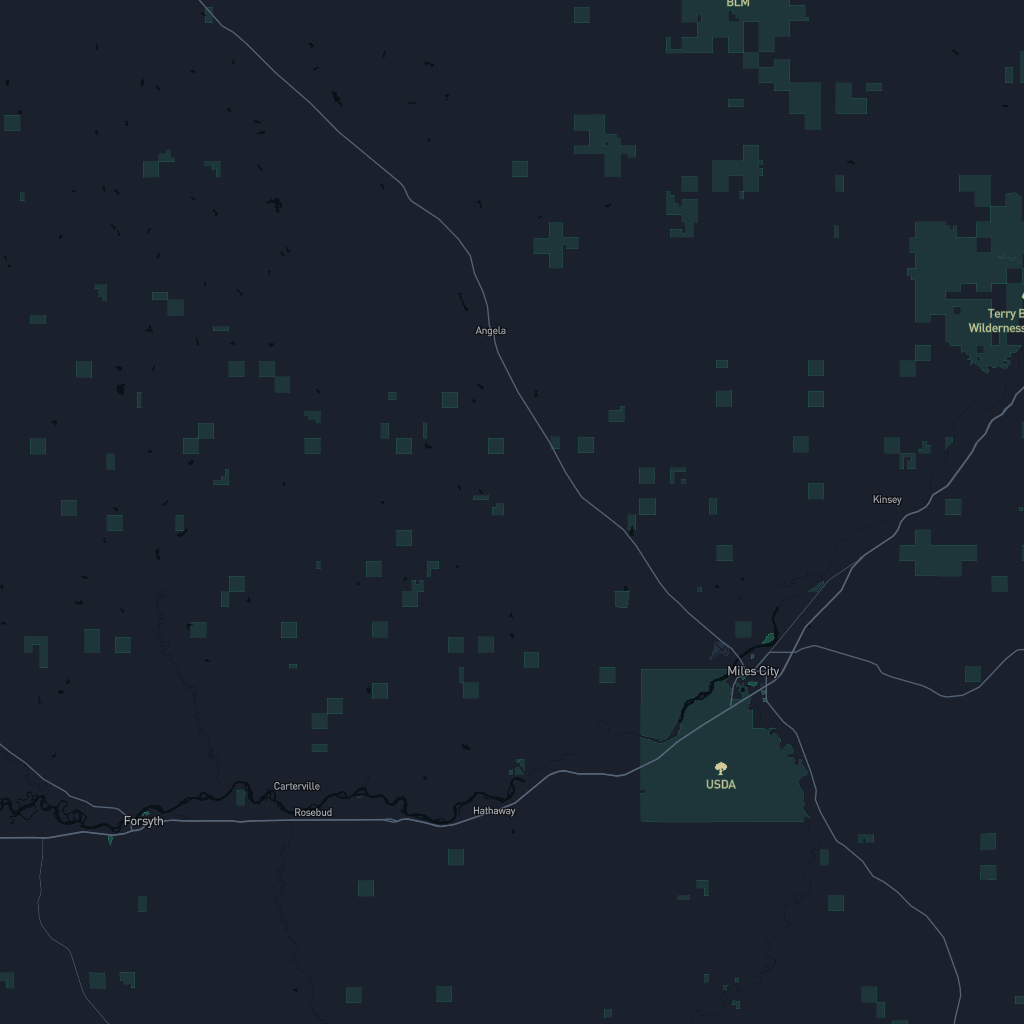 BLM
Terry B
Wilderness
Angela
Kinsey
Miles City
USDA
Carterville
Rosebud
Hathaway
Forsyth